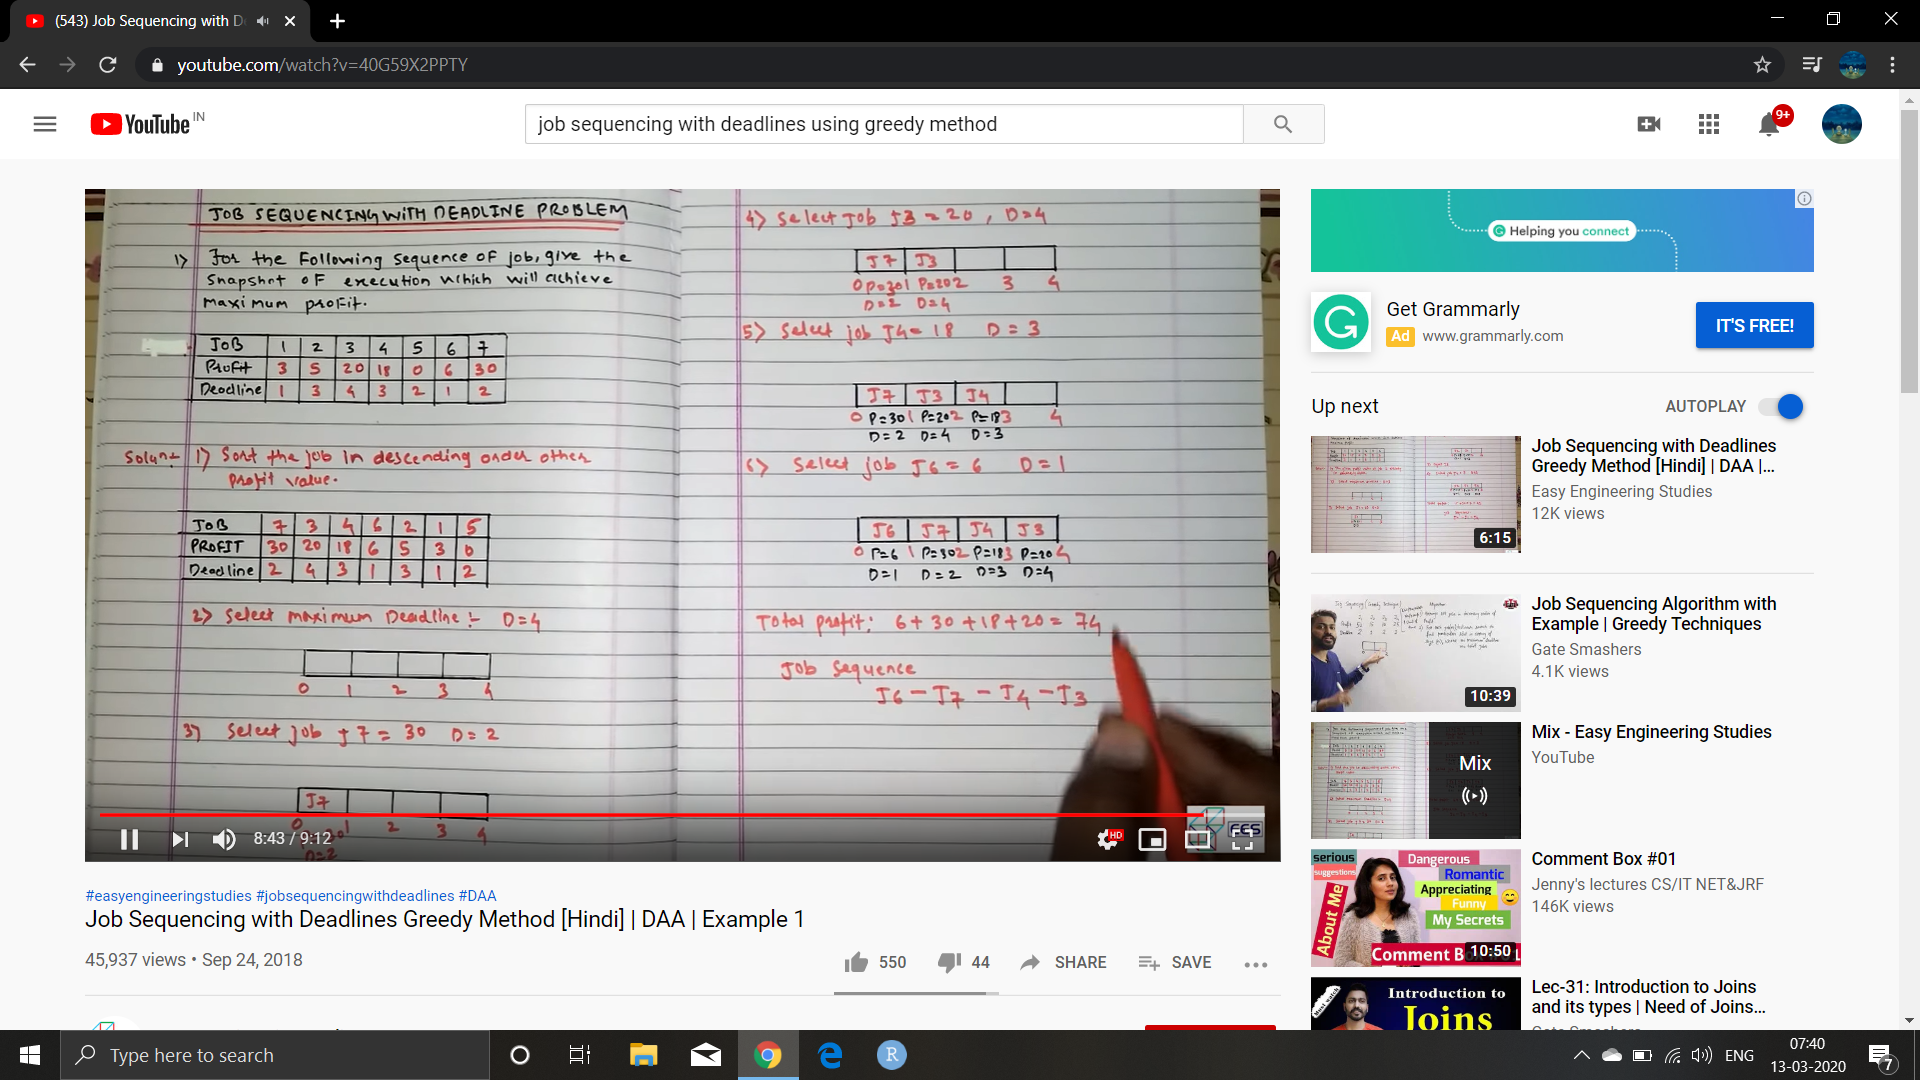 (543) Job Sequencing with D
youtube.com/watch?v=40G59X2PPTY
YouTube IN
job sequencing with deadlines using greedy method
9+
JOB SEQUENCING WITH DEADLINE PROBLEM
1) For the Following sequence of job, give the
snapshot of execution which will achieve
maximum profit.
JOB 1 2 3 4 5 6 7
Profit 3 5 20 18 0 6 30
Deadline 1 3 4 3 2 1 2
Soln:- 1) Sort the job in descending order other
profit value.
JOB 7 3 4 6 2 1 5
PROFIT 30 20 18 6 5 3 0
Deadline 2 4 3 1 3 1 2
2) Select maximum Deadline :- D=4
0 1 2 3 4
3) Select job J7 = 30 D=2
J7
0 1 2 3 4
D=2
4) Select Job J3 = 20, D=4
J7 J3
0 P=30 1 P=20 2 3 4
D=2 D=4
5) Select job J4= 18 D = 3
J7 J3 J4
0 P=30 1 P=20 2 P=18 3 4
D=2 D=4 D=3
6) Select job J6 = 6 D=1
J6 J7 J4 J3
0 P=6 1 P=30 2 P=18 3 P=20 4
D=1 D=2 D=3 D=4
Total profit: 6+30+18+20= 74
Job Sequence
J6 - J7 - J4 - J3
EES
8:43 / 9:12
HD
#easyengineeringstudies #jobsequencingwithdeadlines #DAA
Job Sequencing with Deadlines Greedy Method [Hindi] | DAA | Example 1
45,937 views • Sep 24, 2018
550 44 SHARE SAVE
Helping you connect
Get Grammarly
Ad www.grammarly.com
IT'S FREE!
Up next
AUTOPLAY
Job Sequencing with Deadlines
Greedy Method [Hindi] | DAA |...
Easy Engineering Studies
12K views
6:15
Job Sequencing Algorithm with
Example | Greedy Techniques
Gate Smashers
4.1K views
10:39
Mix - Easy Engineering Studies
YouTube
Mix
Comment Box #01
Jenny's lectures CS/IT NET&JRF
146K views
serious
suggestions
Dangerous
Romantic
Appreciating
Funny
My Secrets
About Me
Comment B
10:50
Lec-31: Introduction to Joins
and its types | Need of Joins...
Gate Smashers
Introduction to
Joins
Type here to search
ENG
07:40
13-03-2020
7